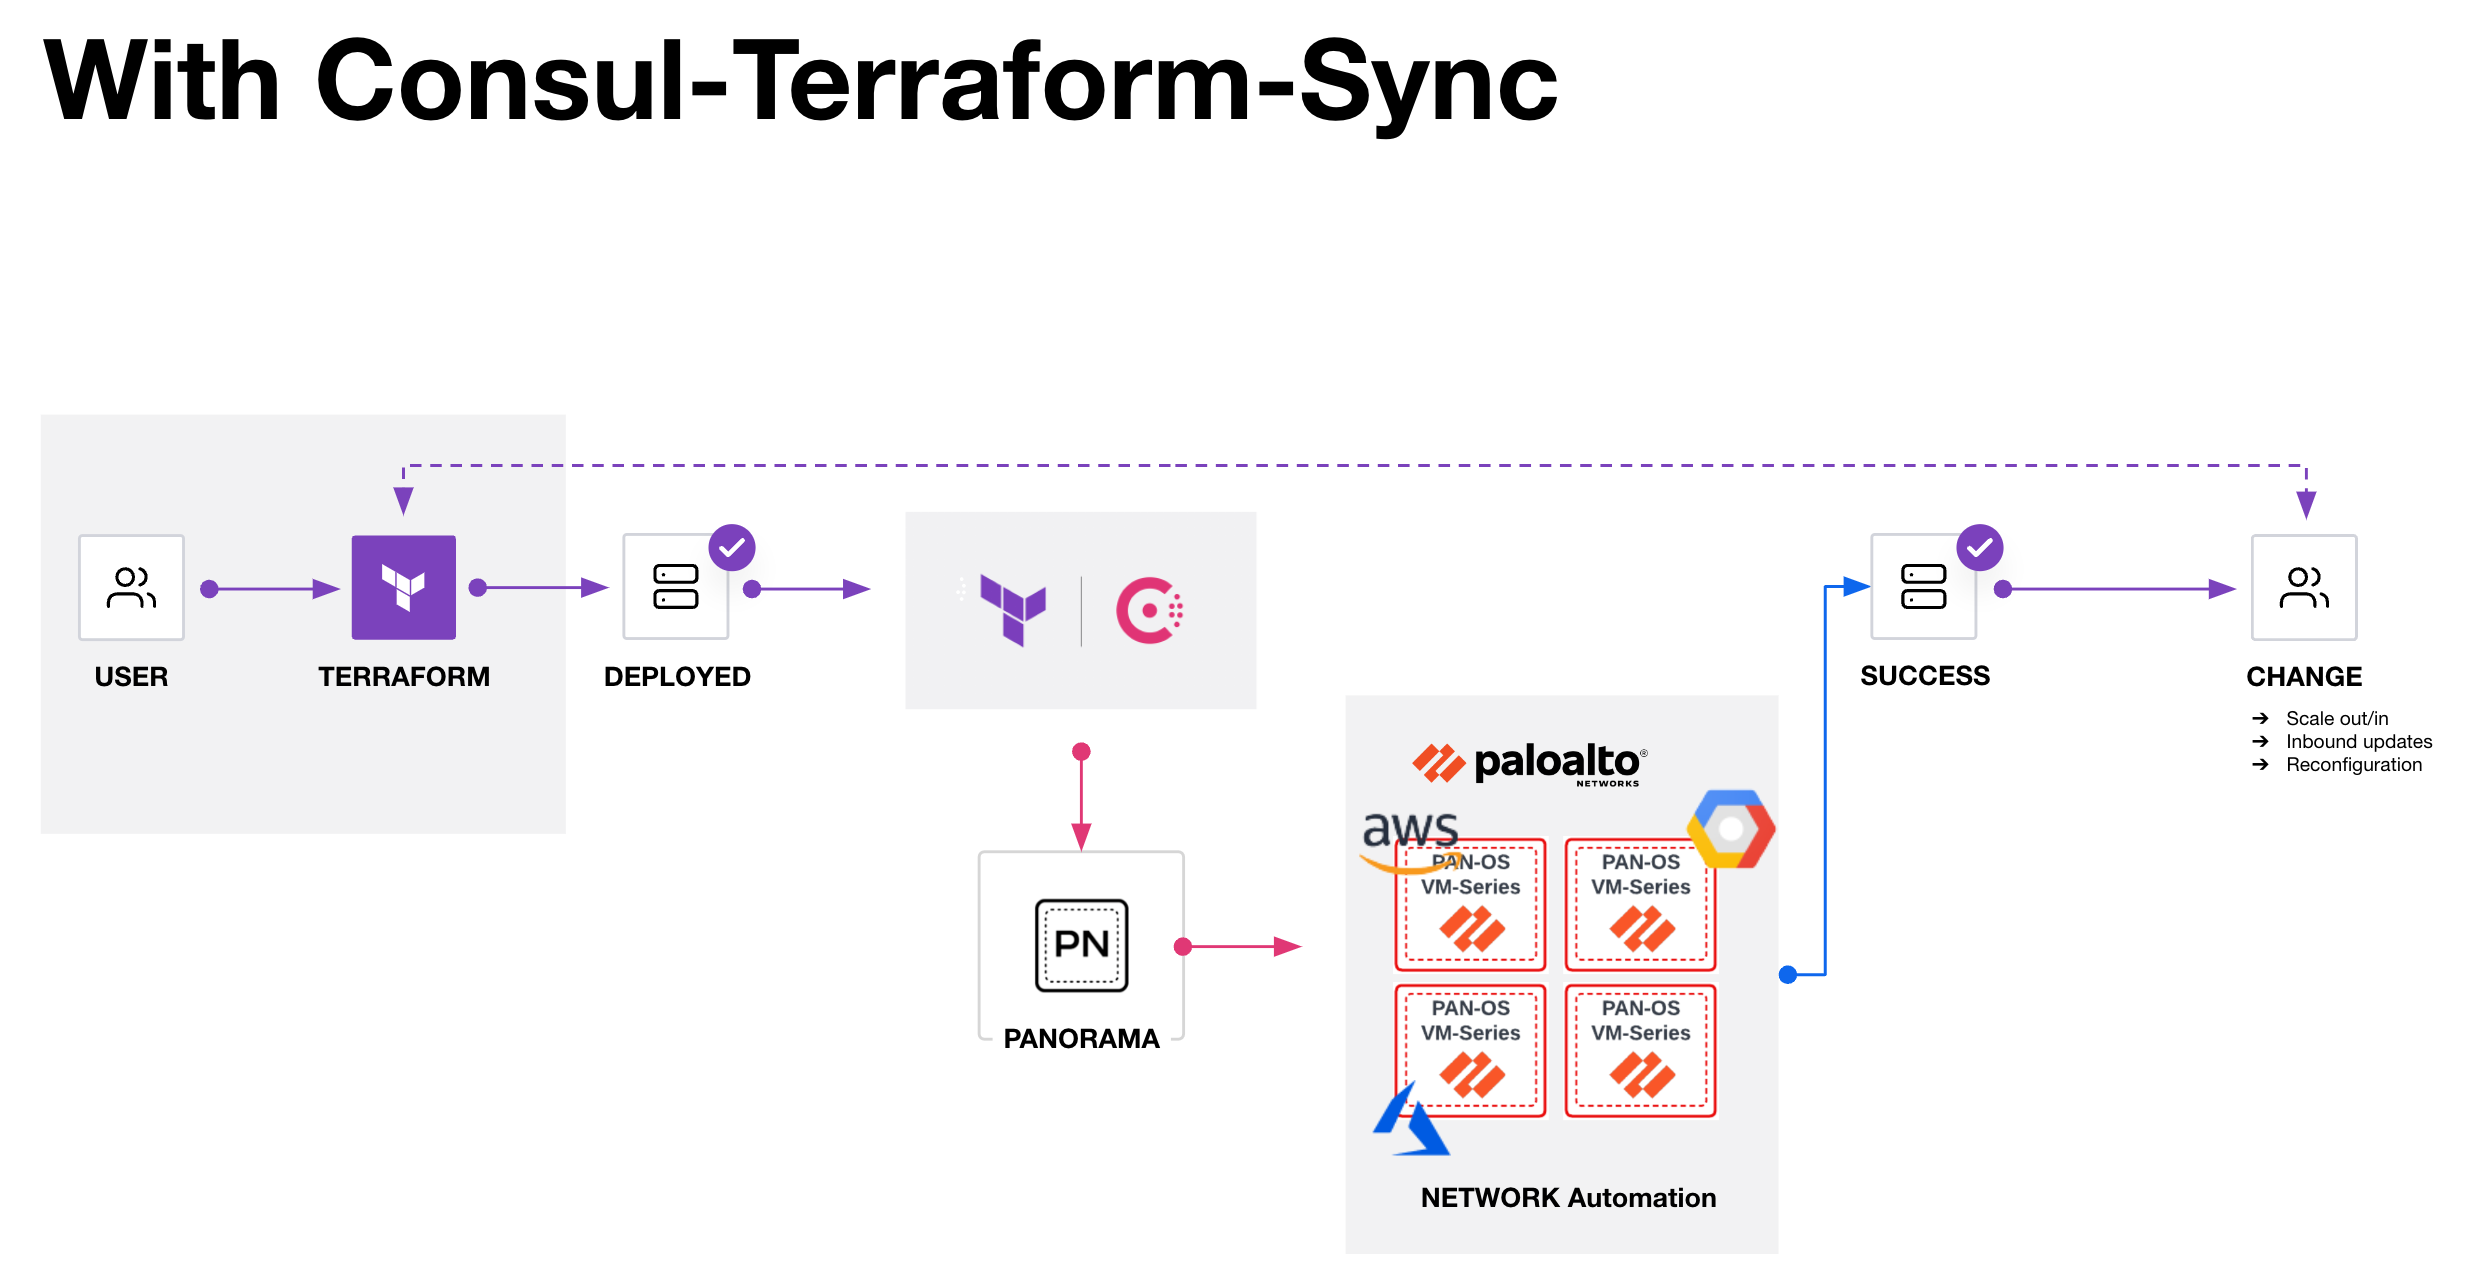 With Consul-Terraform-Sync
USER
TERRAFORM
DEPLOYED
PN
PANORAMA
paloalto®
NETWORKS
aws
PAN-OS
VM-Series
PAN-OS
VM-Series
PAN-OS
VM-Series
PAN-OS
VM-Series
NETWORK Automation
SUCCESS
CHANGE
➔ Scale out/in
➔ Inbound updates
➔ Reconfiguration